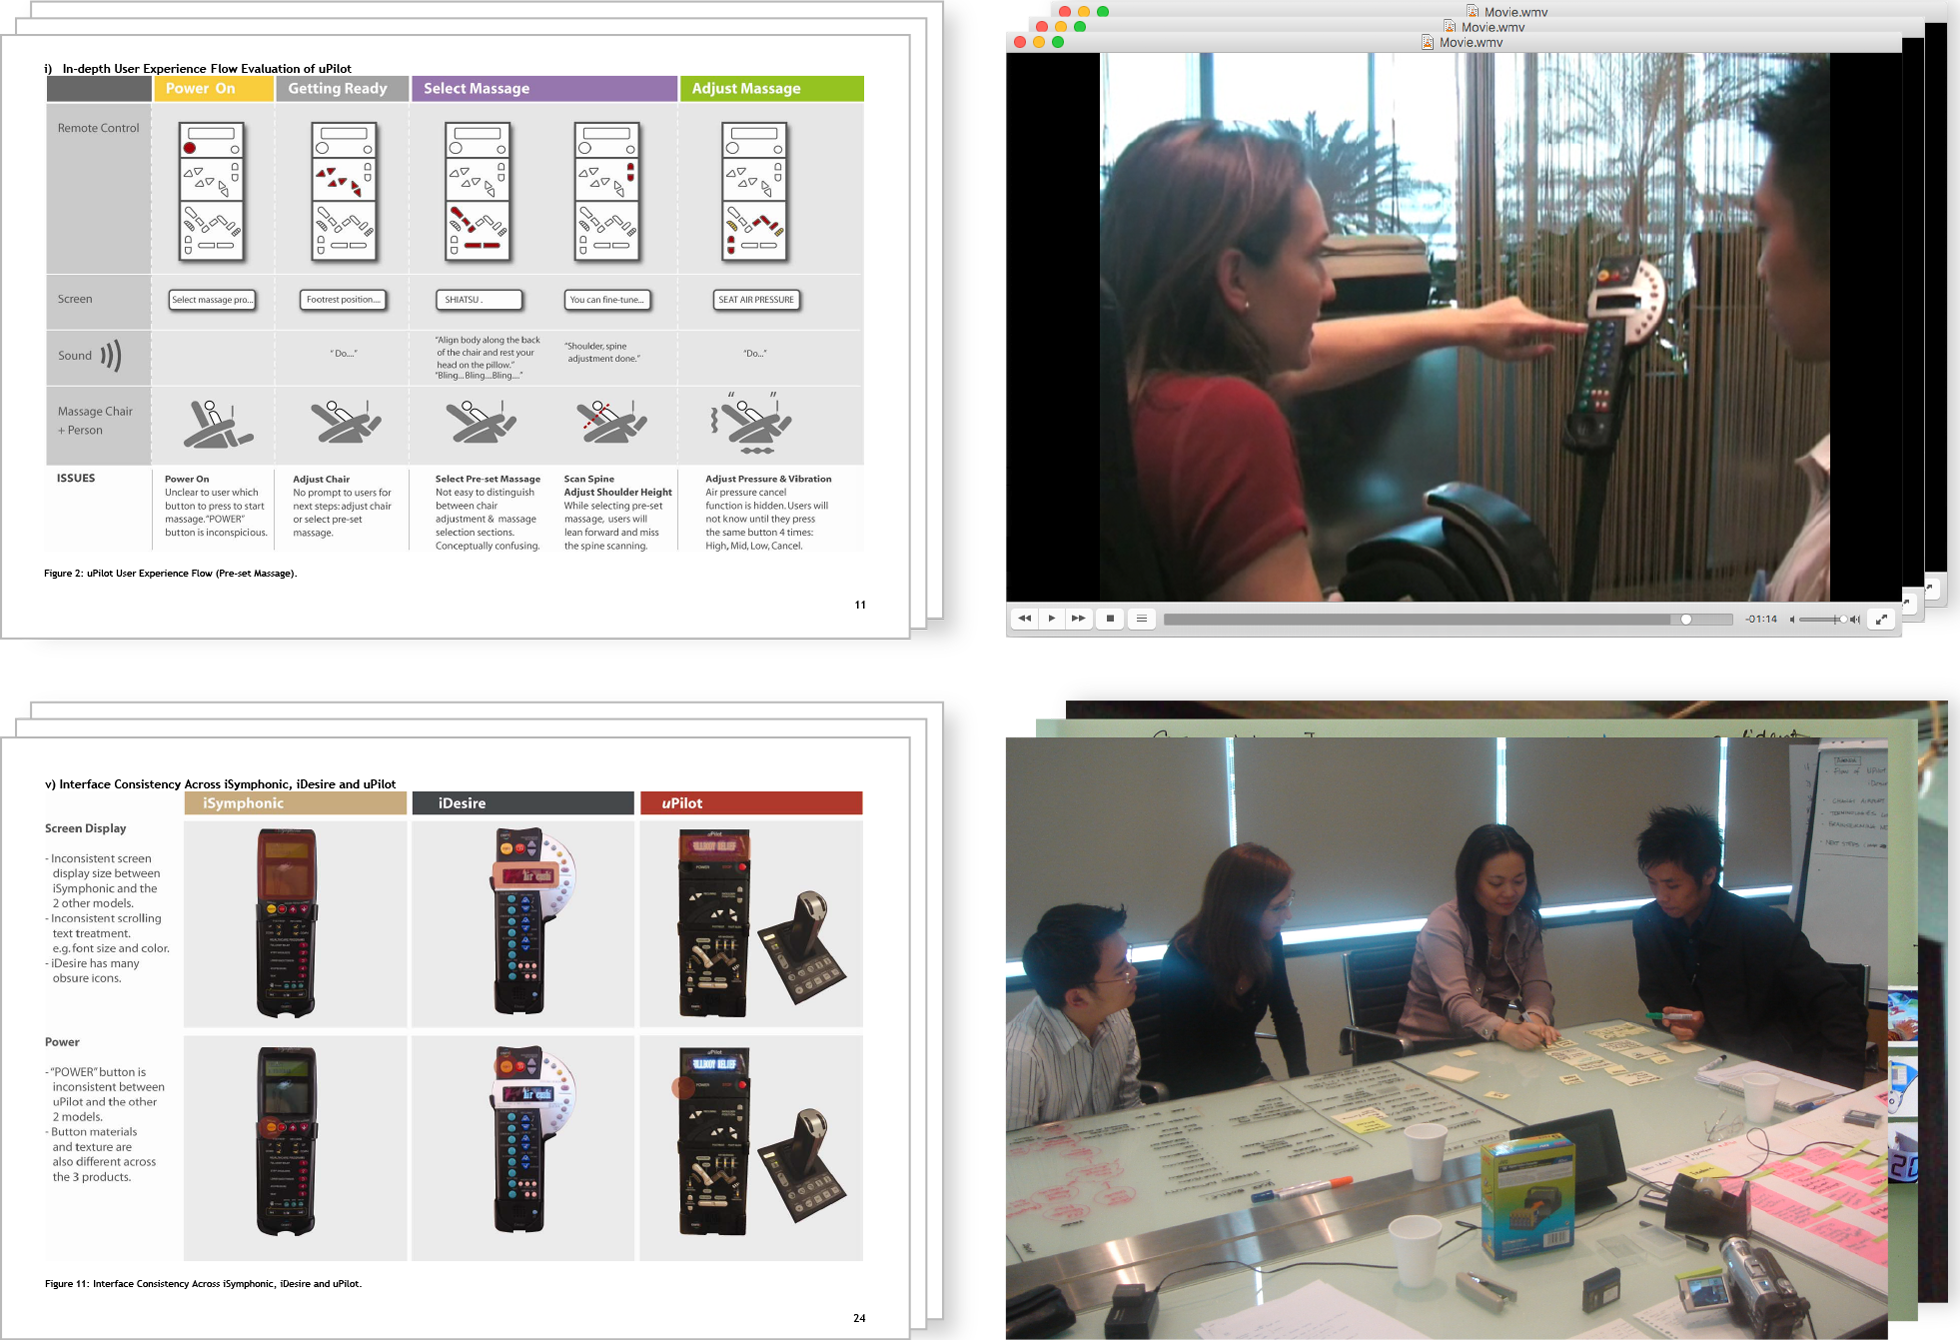 i) In-depth User Experience Flow Evaluation of uPilot
Power On
Getting Ready
Select Massage
Adjust Massage
Remote Control
Screen
Select massage pro...
Footrest position....
SHIATSU .
You can fine-tune...
SEAT AIR PRESSURE
Sound
"Do...."
"Align body along the back
of the chair and rest your
head on the pillow."
"Bling...Bling....Bling...."
"Shoulder, spine
adjustment done."
"Do..."
Massage Chair
+ Person
ISSUES
Power On
Unclear to user which
button to press to start
massage."POWER"
button is inconspicious.
Adjust Chair
No prompt to users for
next steps: adjust chair
or select pre-set
massage.
Select Pre-set Massage
Not easy to distinguish
between chair
adjustment & massage
selection sections.
Conceptually confusing.
Scan Spine
Adjust Shoulder Height
While selecting pre-set
massage, users will
lean forward and miss
the spine scanning.
Adjust Pressure & Vibration
Air pressure cancel
function is hidden. Users will
not know until they press
the same button 4 times:
High, Mid, Low, Cancel.
Figure 2: uPilot User Experience Flow (Pre-set Massage).
11
Movie.wmv
Movie.wmv
Movie.wmv
-01:14
v) Interface Consistency Across iSymphonic, iDesire and uPilot
iSymphonic
iDesire
uPilot
Screen Display
- Inconsistent screen
display size between
iSymphonic and the
2 other models.
- Inconsistent scrolling
text treatment.
e.g. font size and color.
- iDesire has many
obsure icons.
Power
- "POWER" button is
inconsistent between
uPilot and the other
2 models.
- Button materials
and texture are
also different across
the 3 products.
Figure 11: Interface Consistency Across iSymphonic, iDesire and uPilot.
24